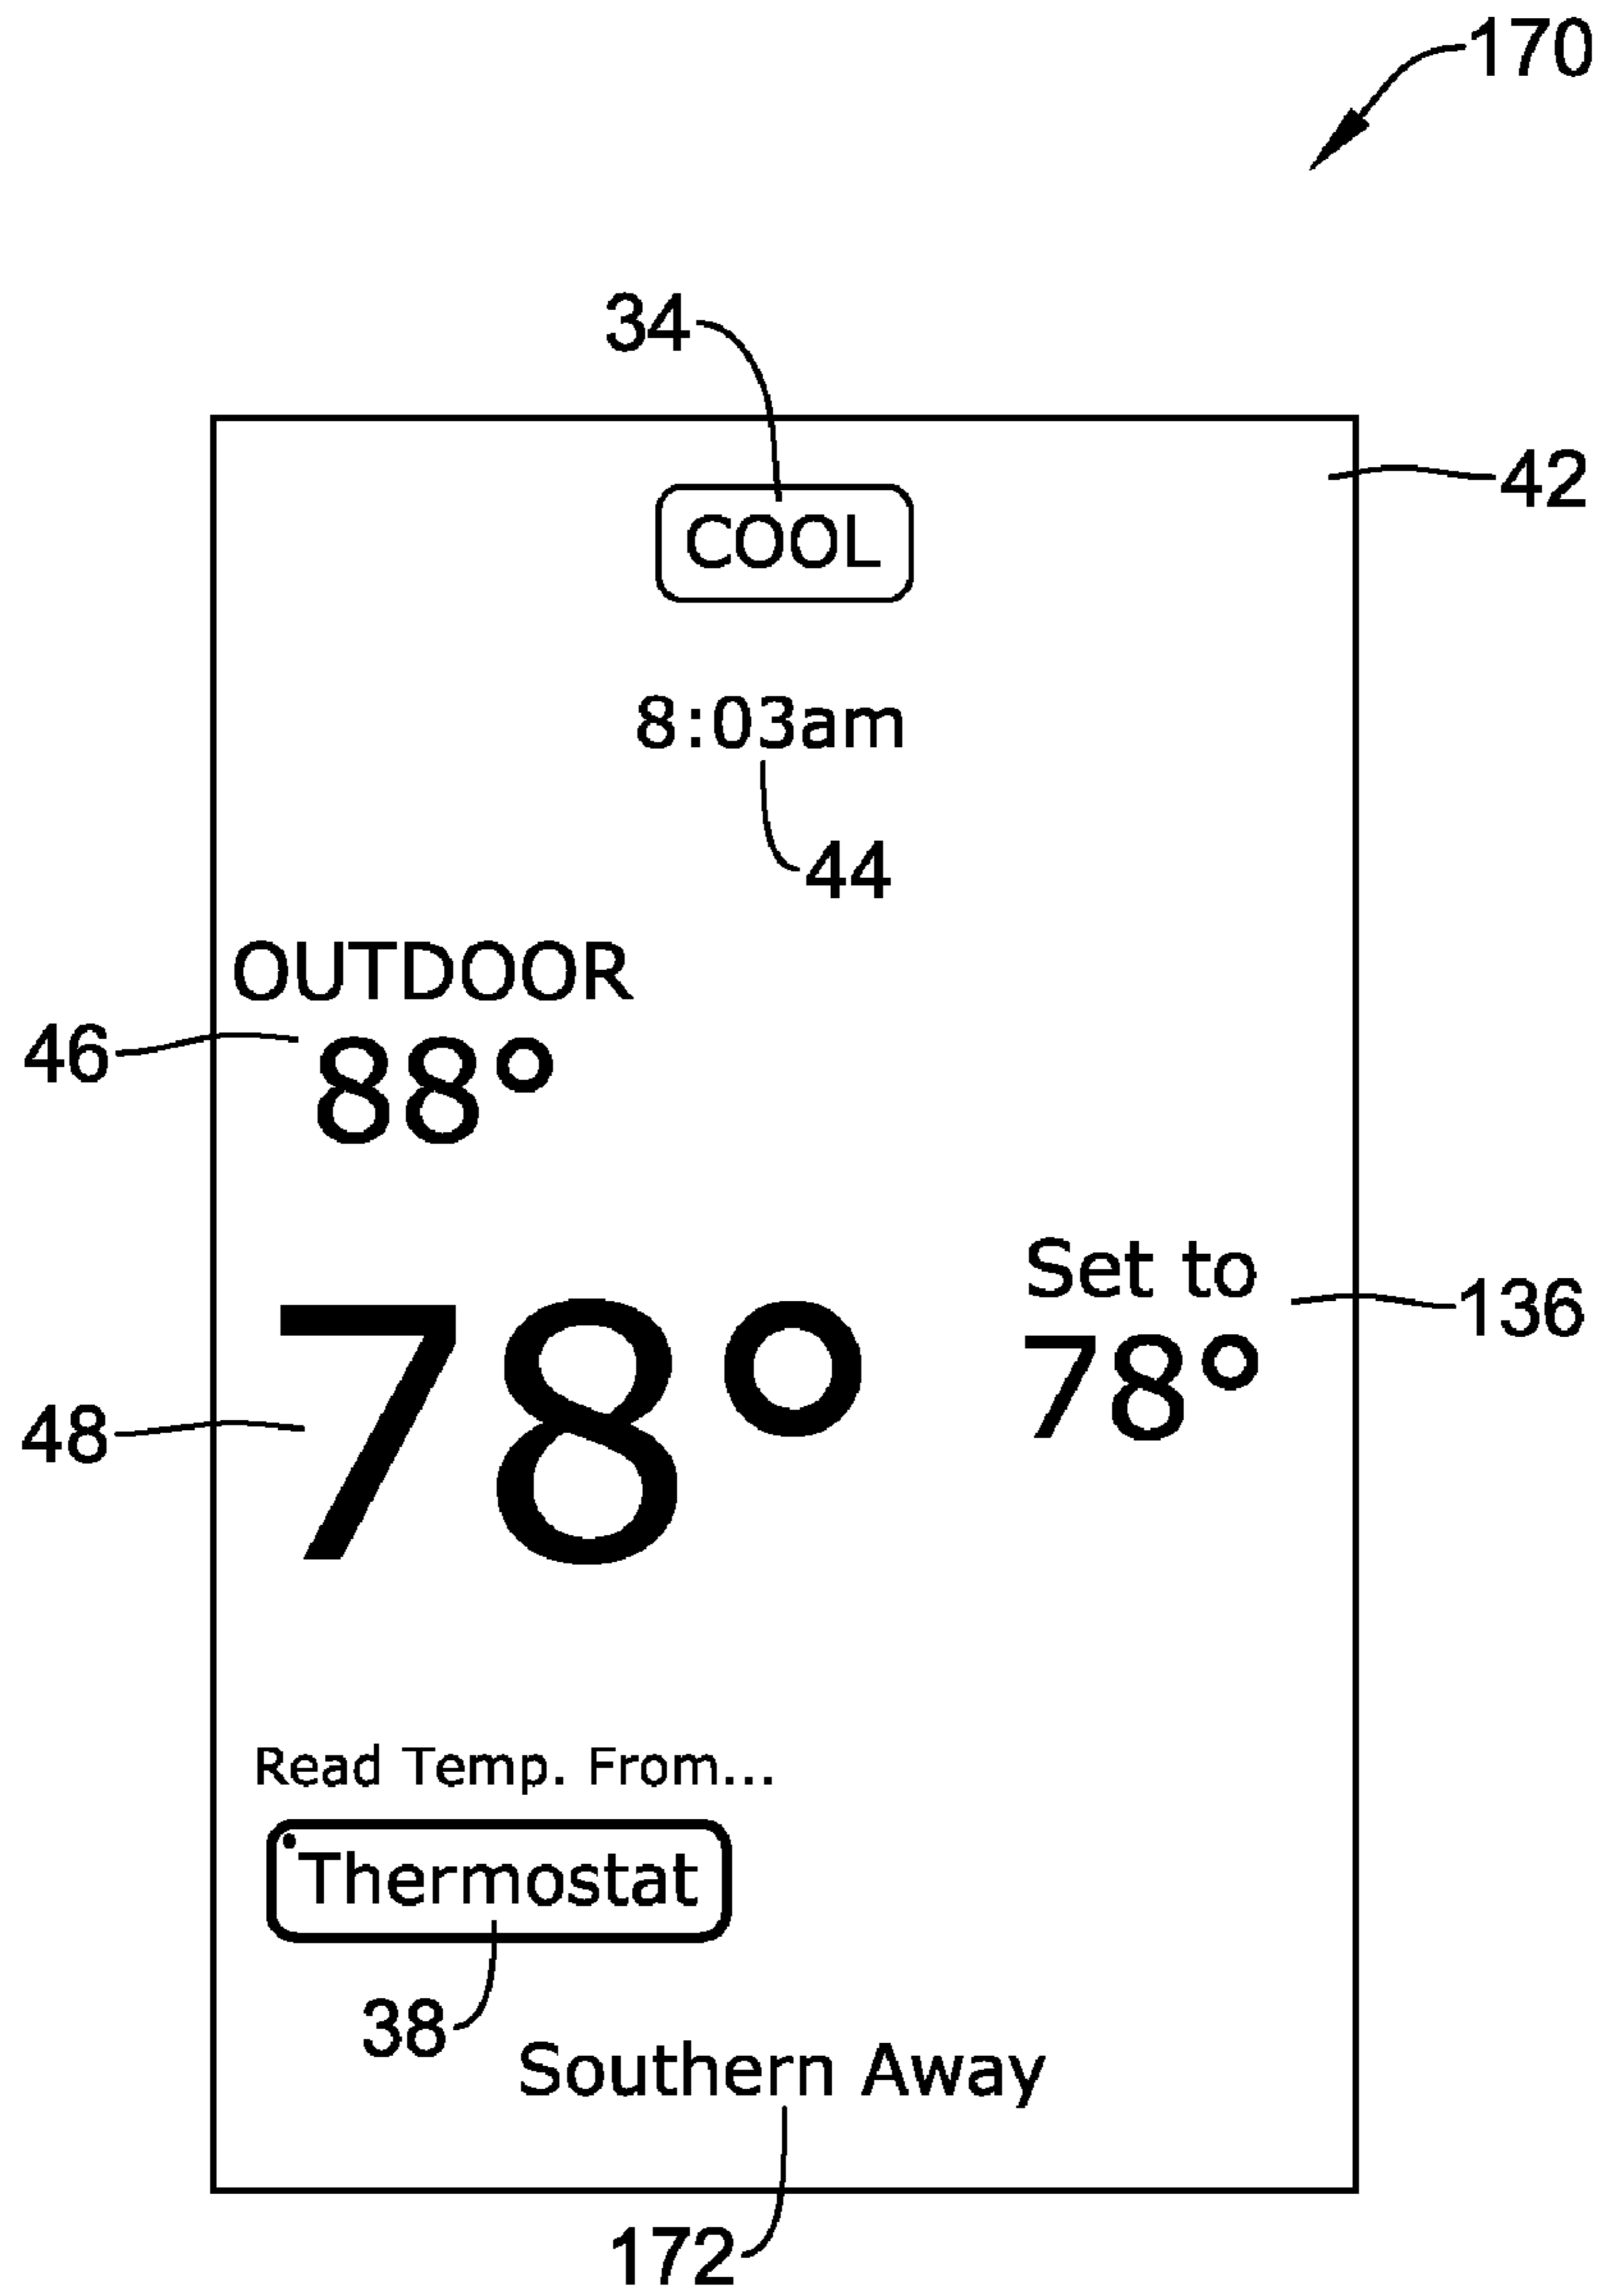 170
34
42
COOL
8:03am
44
OUTDOOR
46
88°
Set to
136
78°
78°
48
Read Temp. From...
Thermostat
38
Southern Away
172